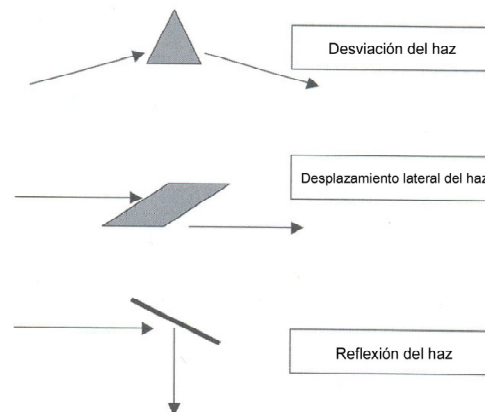 Desviación del haz
Desplazamiento lateral del haz
Reflexión del haz